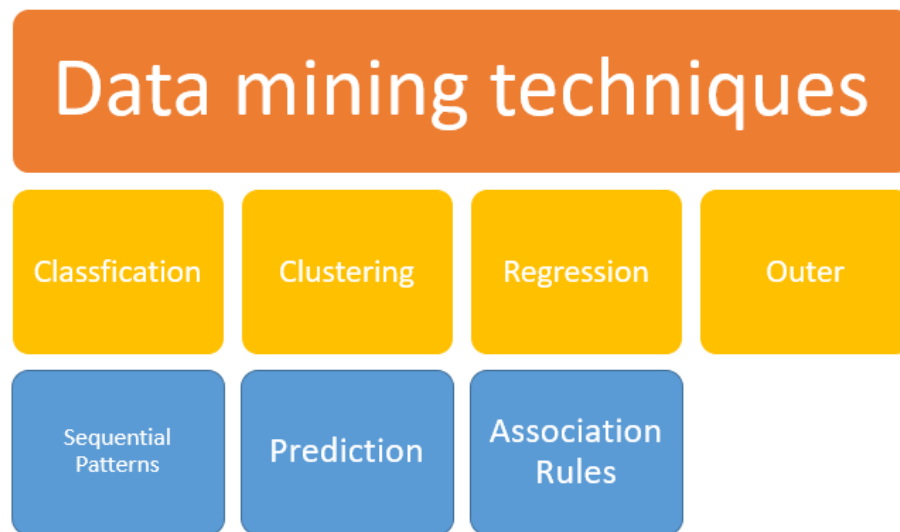 Data mining techniques
Classfication
Clustering
Regression
Outer
Sequential
Patterns
Prediction
Association
Rules